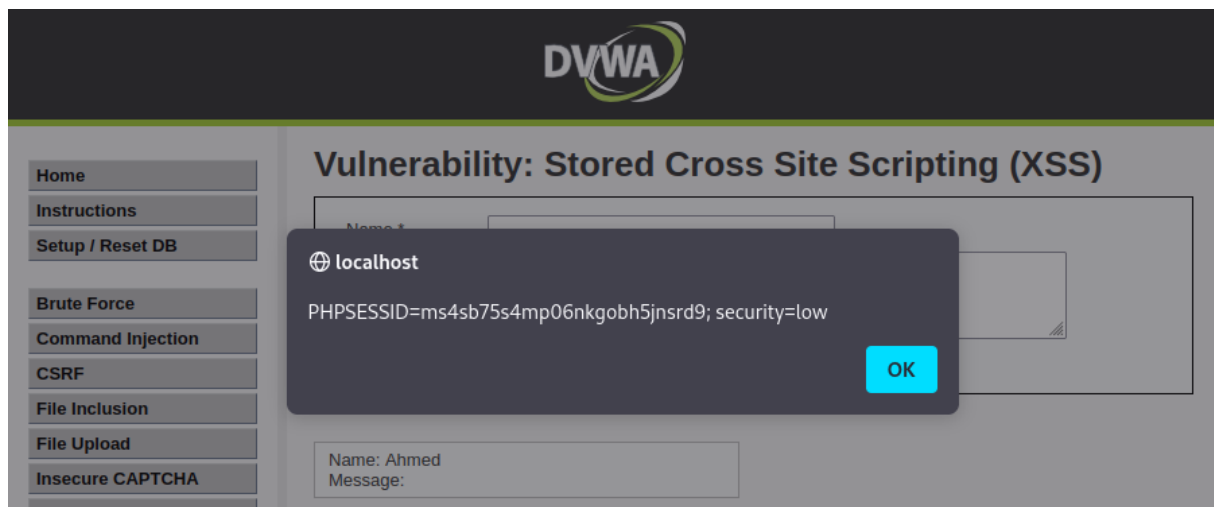 DVWA
Home
Instructions
Setup / Reset DB
Brute Force
Command Injection
CSRF
File Inclusion
File Upload
Insecure CAPTCHA
Vulnerability: Stored Cross Site Scripting (XSS)
Name *
localhost
PHPSESSID=ms4sb75s4mp06nkgobh5jnsrd9; security=low
OK
Name: Ahmed
Message: